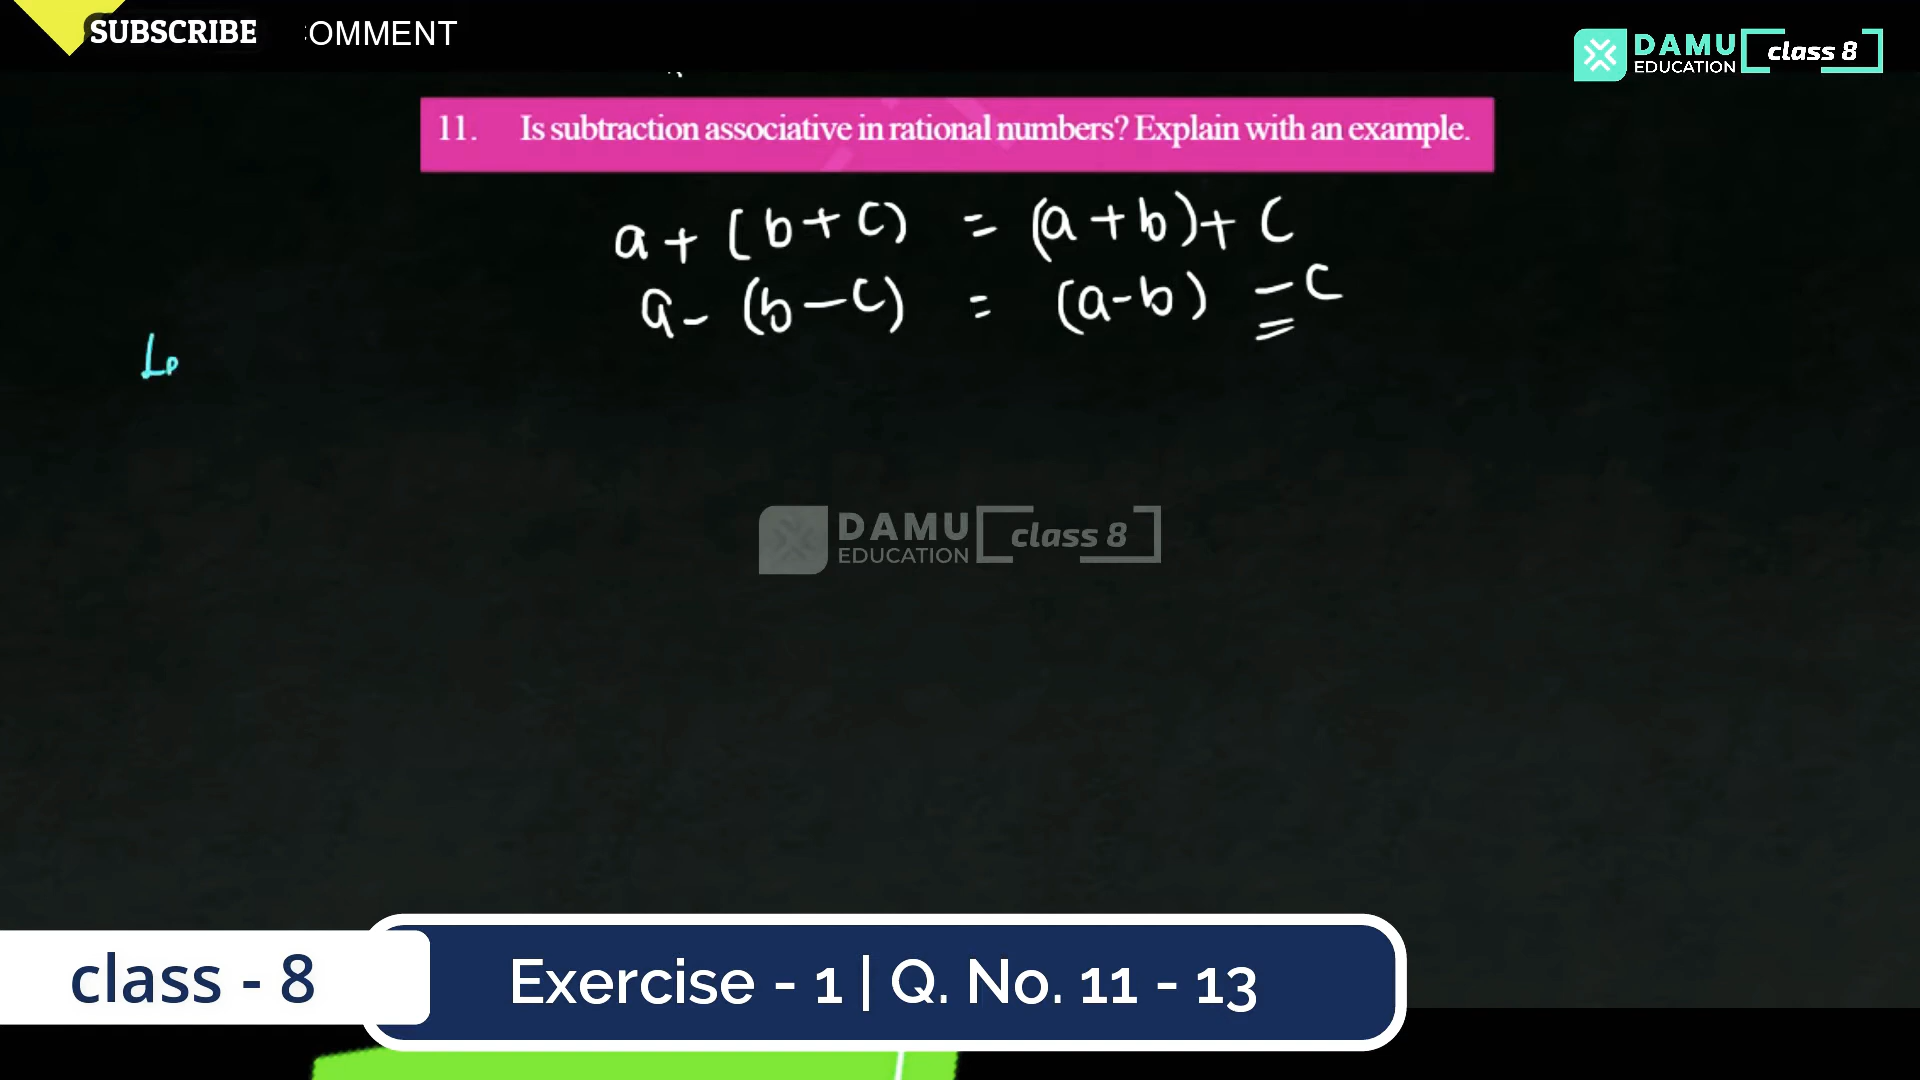 SUBSCRIBE OMMENT
DAMU EDUCATION class 8
11. Is subtraction associative in rational numbers? Explain with an example.
a + (b + c) = (a + b) + c
a - (b - c) = (a - b) - c
DAMU EDUCATION class 8
class - 8
Exercise - 1 | Q. No. 11 - 13